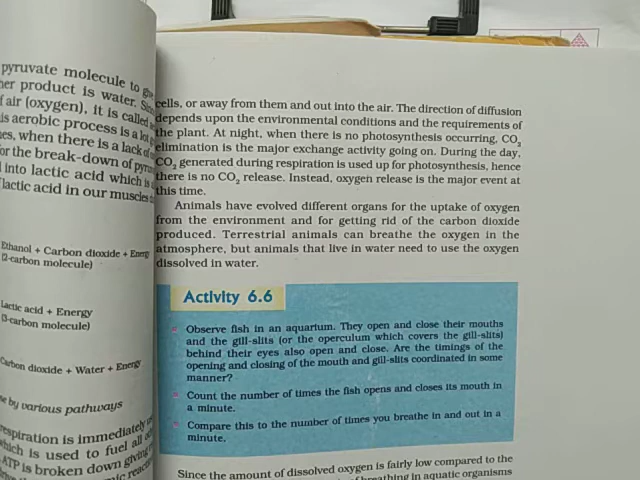 pyruvate molecule to
product is water.
air (oxygen), it is called
is aerobic process is a lot
when there is a lack of
or the break-down of
into lactic acid which is
lactic acid in our muscles
Ethanol + Carbon dioxide + Energy
(2-carbon molecule)
Lactic acid + Energy
(3-carbon molecule)
Carbon dioxide + Water + Energy
by various pathways
respiration is immediately
which is used to fuel all
ATP is broken down giving
cells, or away from them and out into the air. The direction of diffusion
depends upon the environmental conditions and the requirements of
the plant. At night, when there is no photosynthesis occurring, CO₂
elimination is the major exchange activity going on. During the day,
CO₂ generated during respiration is used up for photosynthesis, hence
there is no CO₂ release. Instead, oxygen release is the major event at
this time.
Animals have evolved different organs for the uptake of oxygen
from the environment and for getting rid of the carbon dioxide
produced. Terrestrial animals can breathe the oxygen in the
atmosphere, but animals that live in water need to use the oxygen
dissolved in water.
Activity 6.6
Observe fish in an aquarium. They open and close their mouths
and the gill-slits (or the operculum which covers the gill-slits)
behind their eyes also open and close. Are the timings of the
opening and closing of the mouth and gill-slits coordinated in some
manner?
Count the number of times the fish opens and closes its mouth in
a minute.
Compare this to the number of times you breathe in and out in a
minute.
Since the amount of dissolved oxygen is fairly low compared to the
breathing in aquatic organisms